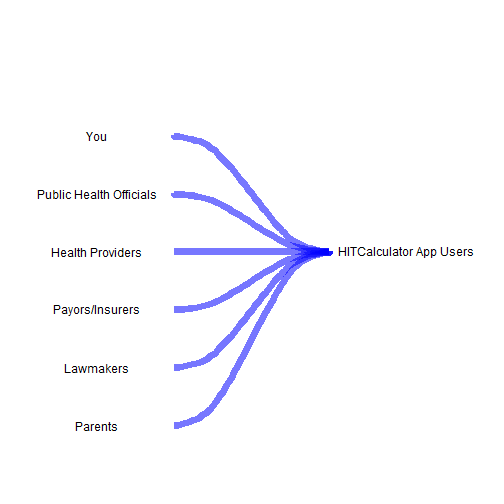 You
Public Health Officials
Health Providers
HITCalculator App Users
Payors/Insurers
Lawmakers
Parents